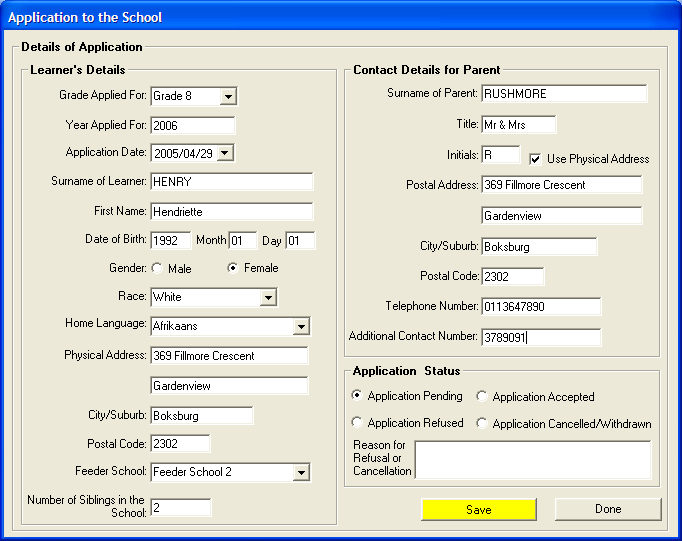 Application to the School
Details of Application
Learner's Details
Grade Applied For: Grade 8
Year Applied For: 2006
Application Date: 2005/04/29
Surname of Learner: HENRY
First Name: Hendriette
Date of Birth: 1992 Month 01 Day 01
Gender: Male Female
Race: White
Home Language: Afrikaans
Physical Address: 369 Fillmore Crescent
Gardenview
City/Suburb: Boksburg
Postal Code: 2302
Feeder School: Feeder School 2
Number of Siblings in the
School: 2
Contact Details for Parent
Surname of Parent: RUSHMORE
Title: Mr & Mrs
Initials: R Use Physical Address
Postal Address: 369 Fillmore Crescent
Gardenview
City/Suburb: Boksburg
Postal Code: 2302
Telephone Number: 0113647890
Additional Contact Number: 3789091
Application Status
Application Pending Application Accepted
Application Refused Application Cancelled/Withdrawn
Reason for
Refusal or
Cancellation
Save Done